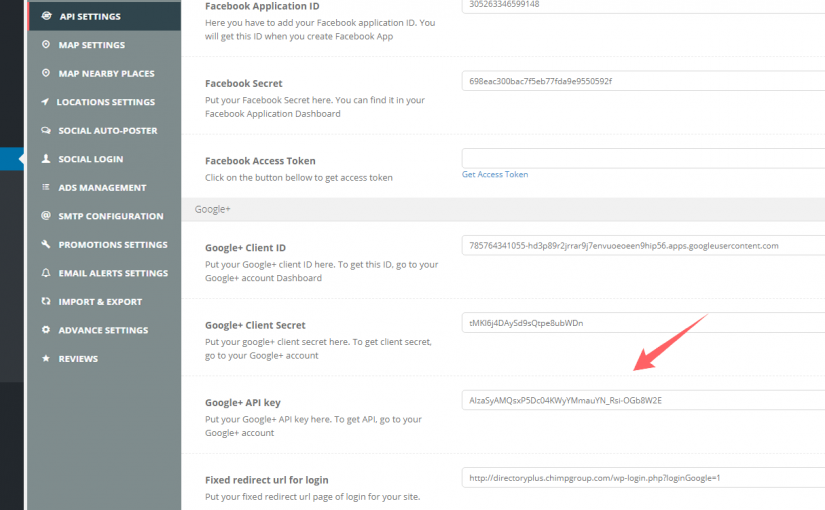 API SETTINGS
MAP SETTINGS
MAP NEARBY PLACES
LOCATIONS SETTINGS
SOCIAL AUTO-POSTER
SOCIAL LOGIN
ADS MANAGEMENT
SMTP CONFIGURATION
PROMOTIONS SETTINGS
EMAIL ALERTS SETTINGS
IMPORT & EXPORT
ADVANCE SETTINGS
REVIEWS
Facebook Application ID
305263346599148
Here you have to add your Facebook application ID. You
will get this ID when you create Facebook App
Facebook Secret
698eac300bac7f5eb77fda9e9550592f
Put your Facebook Secret here. You can find it in your
Facebook Application Dashboard
Facebook Access Token
Click on the button bellow to get access token
Get Access Token
Google+
Google+ Client ID
785764341055-hd3p89r2jrrar9j7envuoeoeen9hip56.apps.googleusercontent.com
Put your Google+ client ID here. To get this ID, go to your
Google+ account Dashboard
Google+ Client Secret
tMKl6j4DAySd9sQtpe8ubWDn
Put your google+ client secret here. To get client secret,
go to your Google+ account
Google+ API key
AIzaSyAMQsxP5Dc04KWyYMmauYN_Rsi-OGb8W2E
Put your Google+ API key here. To get API, go to your
Google+ account
Fixed redirect url for login
http://directoryplus.chimpgroup.com/wp-login.php?loginGoogle=1
Put your fixed redirect url page of login for your site.